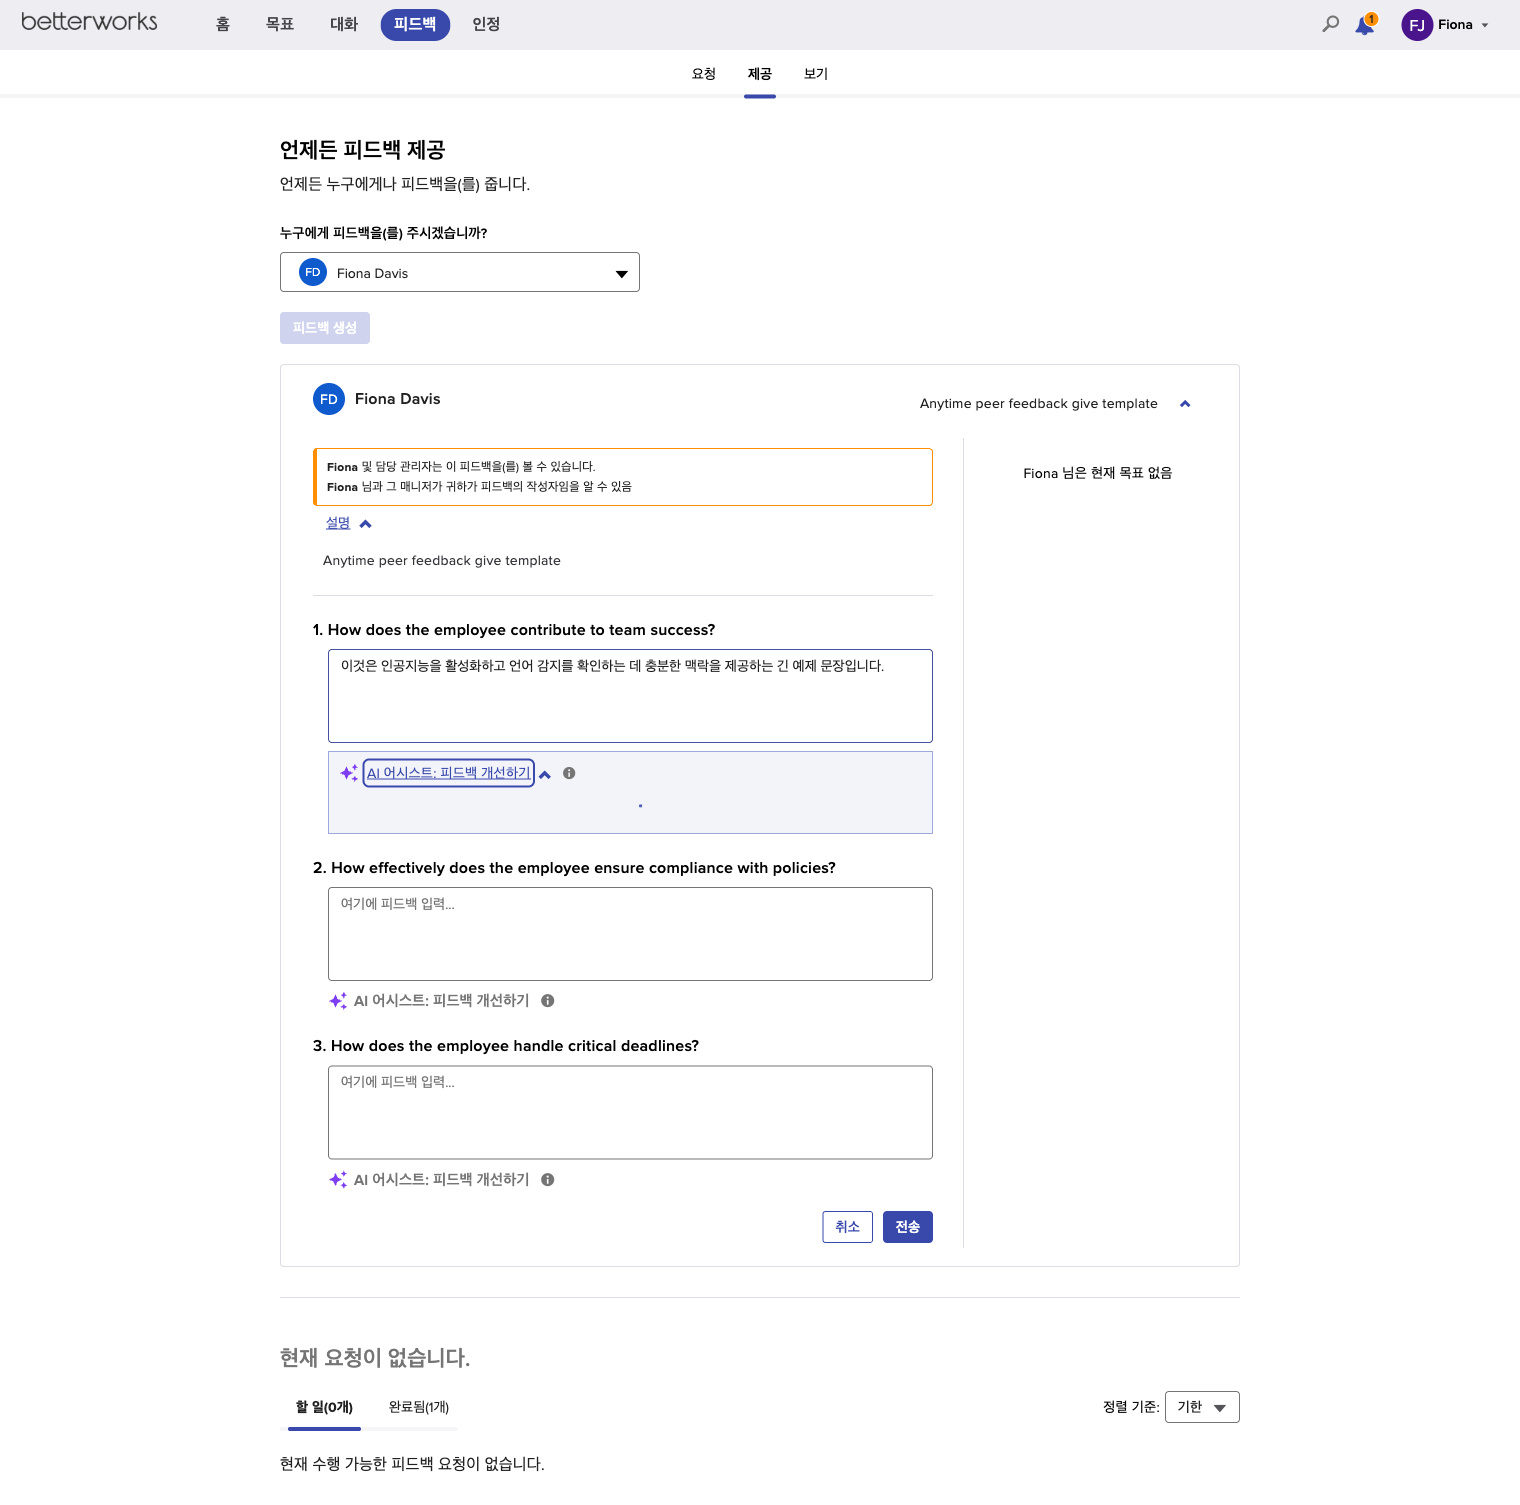 betterworks
홈
목표
대화
피드백
인정
1
FJ
Fiona
요청
제공
보기
언제든 피드백 제공
언제든 누구에게나 피드백을(를) 줍니다.
누구에게 피드백을(를) 주시겠습니까?
FD
Fiona Davis
피드백 생성
FD
Fiona Davis
Anytime peer feedback give template
Fiona 및 담당 관리자는 이 피드백을(를) 볼 수 있습니다.
Fiona 님과 그 매니저가 귀하가 피드백의 작성자임을 알 수 있음
Fiona 님은 현재 목표 없음
설명
Anytime peer feedback give template
1. How does the employee contribute to team success?
이것은 인공지능을 활성화하고 언어 감지를 확인하는 데 충분한 맥락을 제공하는 긴 예제 문장입니다.
AI 어시스트: 피드백 개선하기
2. How effectively does the employee ensure compliance with policies?
여기에 피드백 입력...
AI 어시스트: 피드백 개선하기
3. How does the employee handle critical deadlines?
여기에 피드백 입력...
AI 어시스트: 피드백 개선하기
취소
전송
현재 요청이 없습니다.
할 일(0개)
완료됨(1개)
정렬 기준:
기한
현재 수행 가능한 피드백 요청이 없습니다.